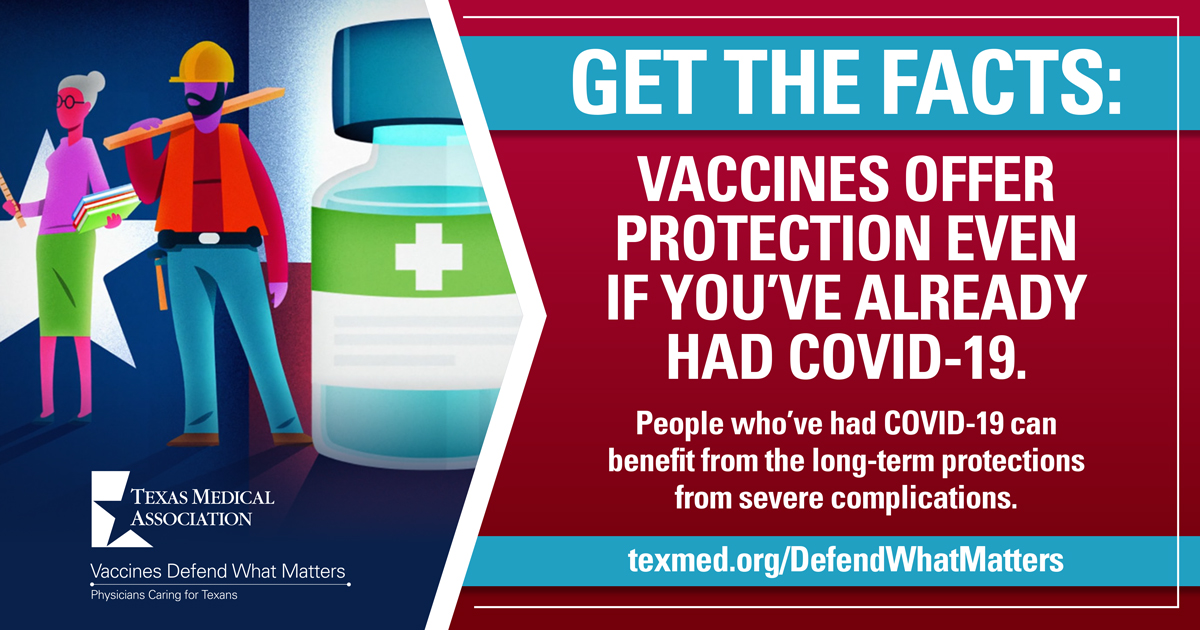 GET THE FACTS:
VACCINES OFFER
PROTECTION EVEN
IF YOU'VE ALREADY
HAD COVID-19.
People who've had COVID-19 can
benefit from the long-term protections
from severe complications.
texmed.org/DefendWhatMatters
TEXAS MEDICAL
ASSOCIATION
Vaccines Defend What Matters
Physicians Caring for Texans